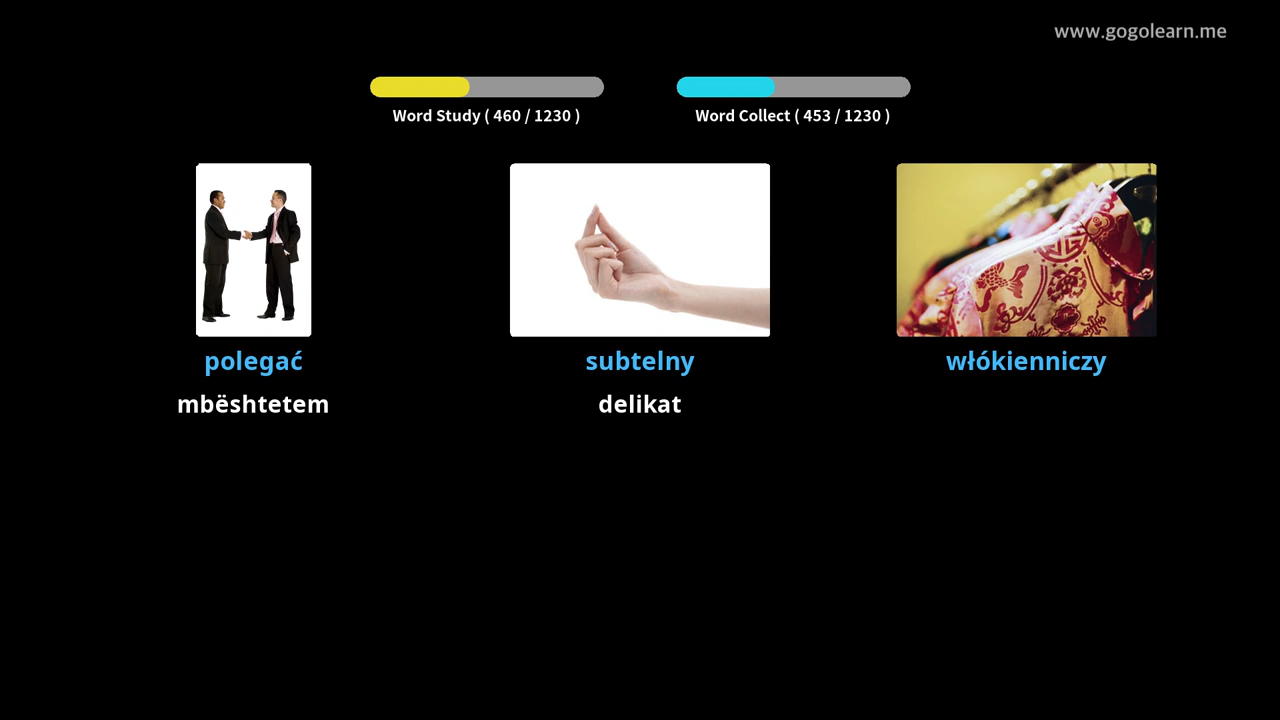 www.gogolearn.me
Word Study ( 460 / 1230 )
Word Collect ( 453 / 1230 )
polegać
subtelny
włókienniczy
mbështetem
delikat